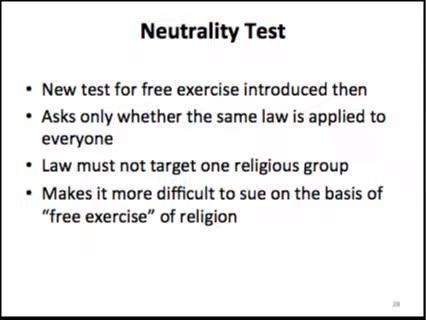 Neutrality Test
• New test for free exercise introduced then
• Asks only whether the same law is applied to
everyone
• Law must not target one religious group
• Makes it more difficult to sue on the basis of
“free exercise” of religion
28